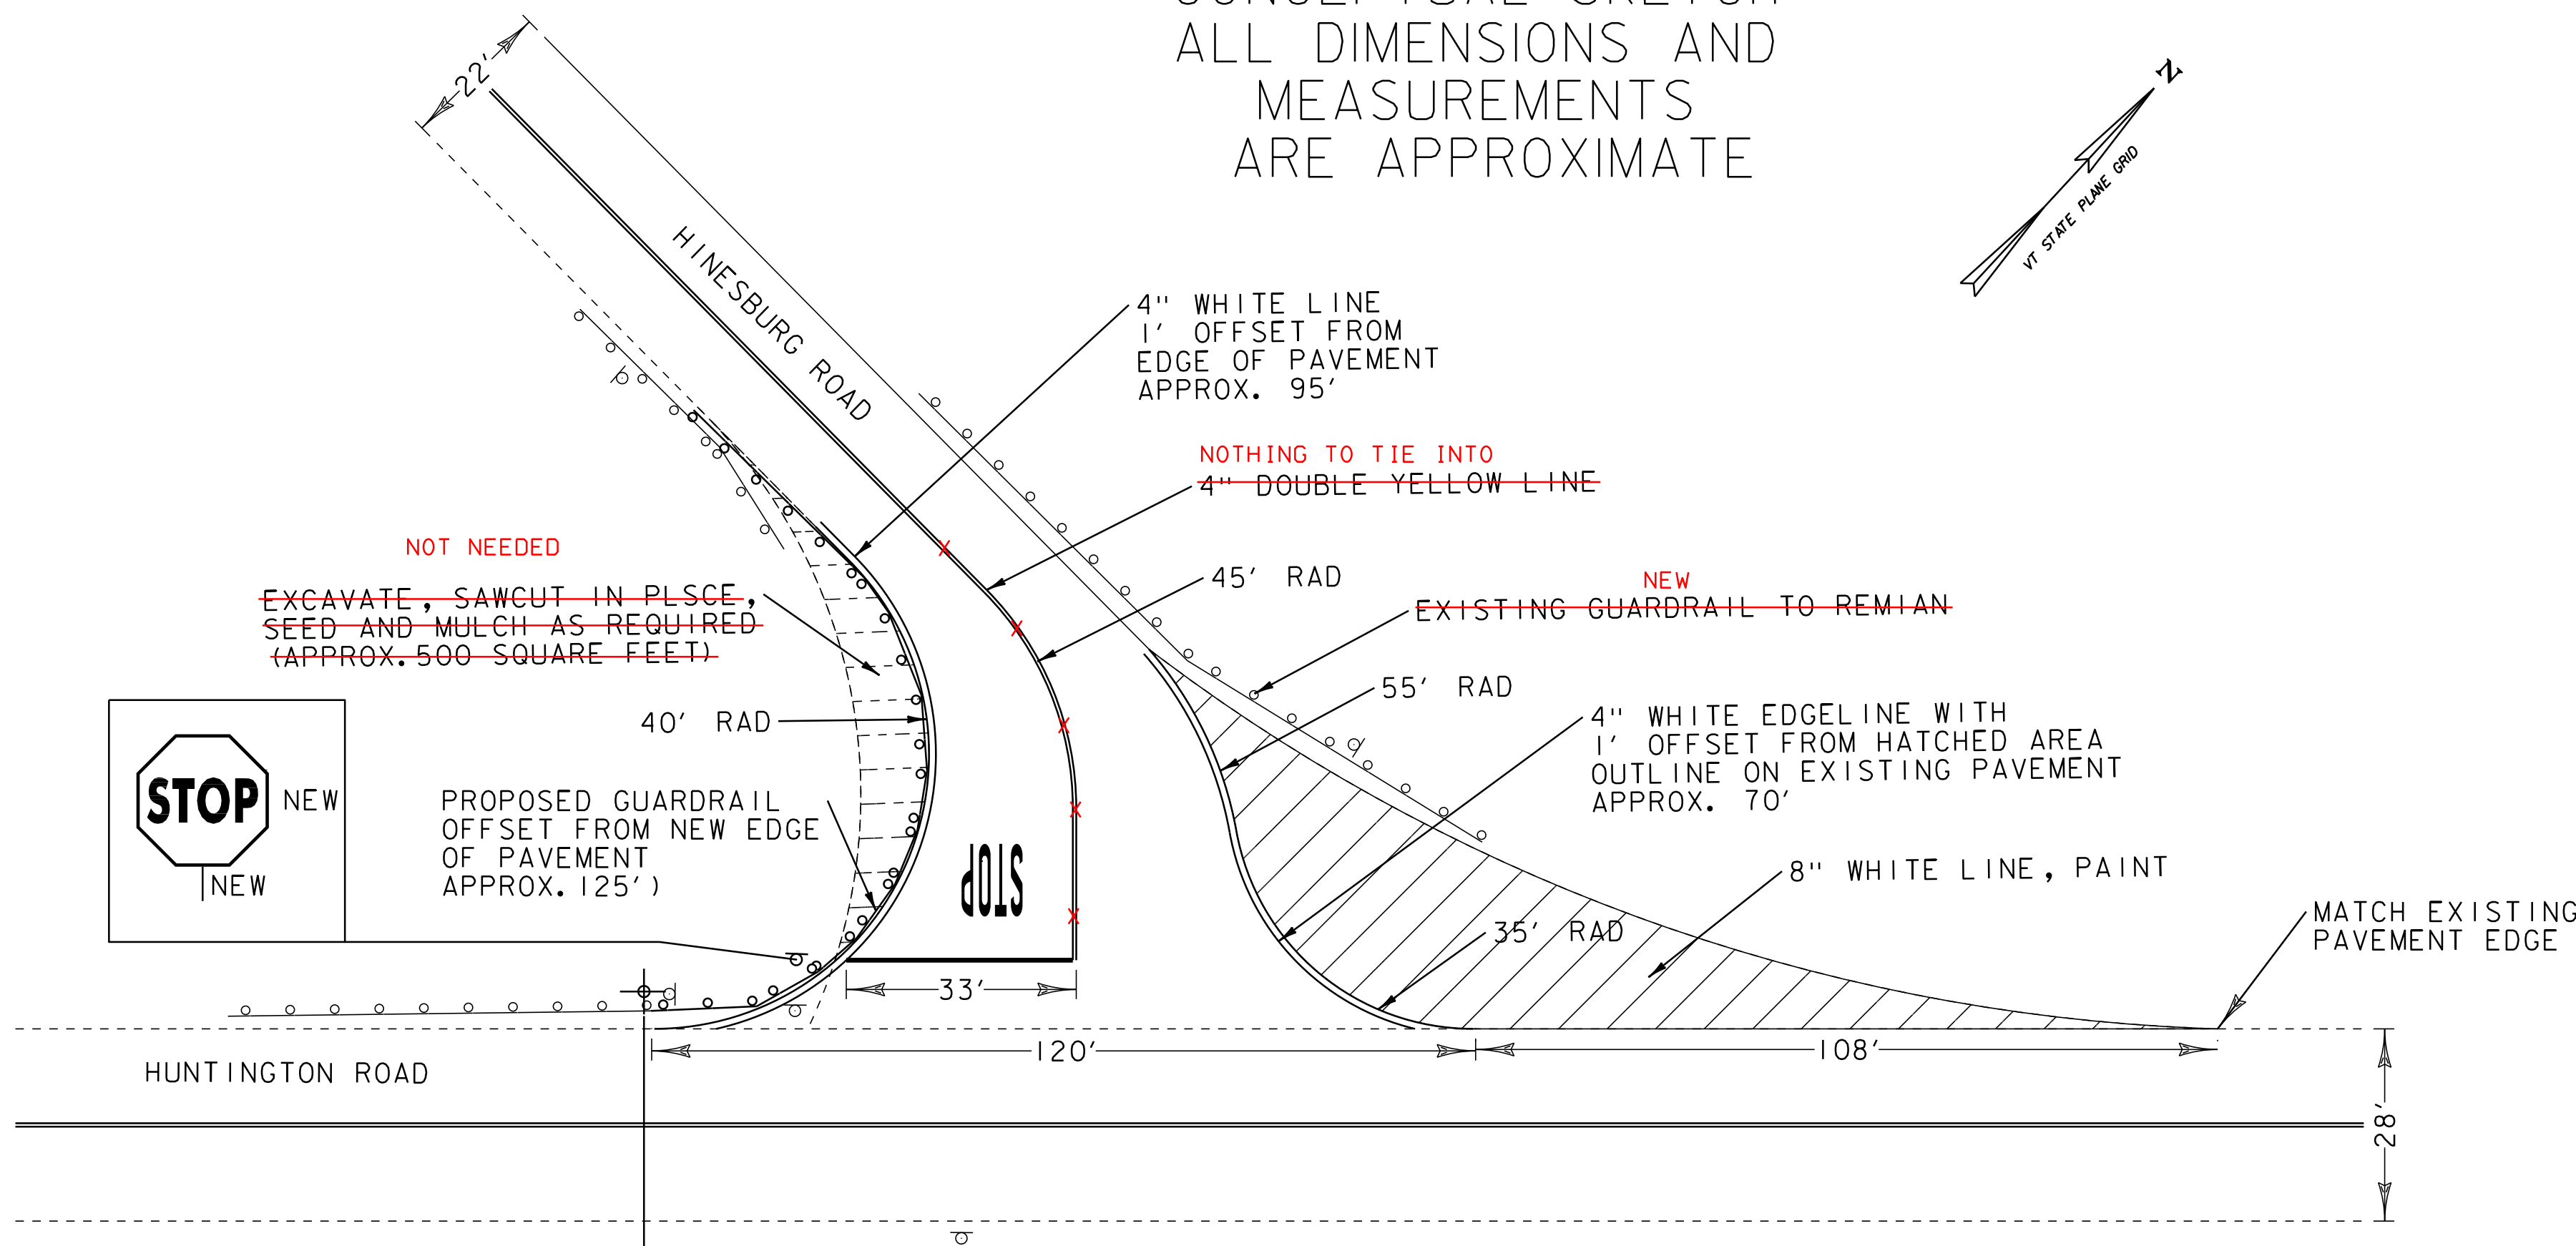 CONCEPTUAL SKETCH
ALL DIMENSIONS AND
MEASUREMENTS
ARE APPROXIMATE
N
VT STATE PLANE GRID
22'
HINESBURG ROAD
4" WHITE LINE
1' OFFSET FROM
EDGE OF PAVEMENT
APPROX. 95'
NOTHING TO TIE INTO
4" DOUBLE YELLOW LINE
NOT NEEDED
EXCAVATE, SAWCUT IN PLSCE,
SEED AND MULCH AS REQUIRED
(APPROX.500 SQUARE FEET)
45' RAD
NEW
EXISTING GUARDRAIL TO REMIAN
55' RAD
40' RAD
4" WHITE EDGELINE WITH
1' OFFSET FROM HATCHED AREA
OUTLINE ON EXISTING PAVEMENT
APPROX. 70'
STOP
NEW
NEW
PROPOSED GUARDRAIL
OFFSET FROM NEW EDGE
OF PAVEMENT
APPROX.125')
STOP
8" WHITE LINE, PAINT
35' RAD
MATCH EXISTING
PAVEMENT EDGE
33'
120'
108'
HUNTINGTON ROAD
28'